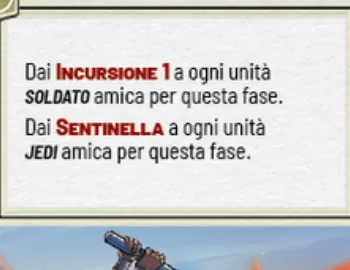 Dai INCURSIONE 1 a ogni unità
SOLDATO amica per questa fase.
Dai SENTINELLA a ogni unità
JEDI amica per questa fase.